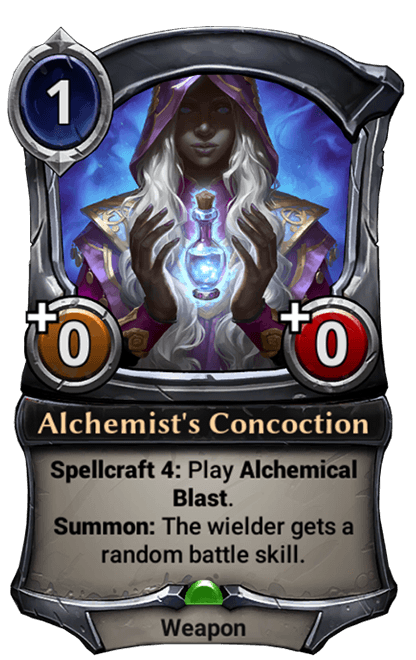 1
+0
+0
Alchemist's Concoction
Spellcraft 4: Play Alchemical
Blast.
Summon: The wielder gets a
random battle skill.
Weapon